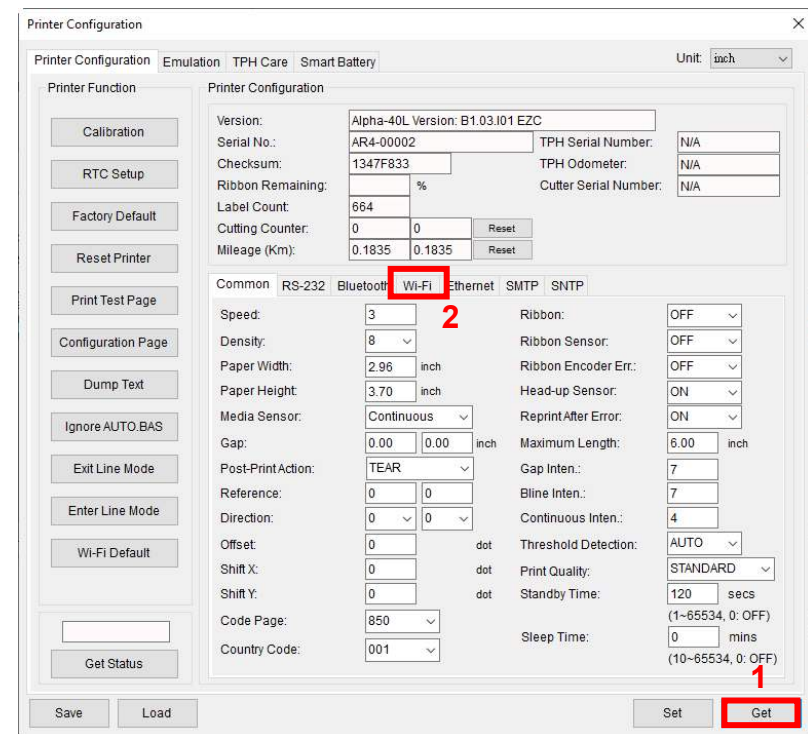 Printer Configuration
Printer Configuration Emulation TPH Care Smart Battery Unit: inch
Printer Function
Calibration
RTC Setup
Factory Default
Reset Printer
Print Test Page
Configuration Page
Dump Text
Ignore AUTO.BAS
Exit Line Mode
Enter Line Mode
Wi-Fi Default
Get Status
Printer Configuration
Version: Alpha-40L Version: B1.03.I01 EZC
Serial No.: AR4-00002 TPH Serial Number: N/A
Checksum: 1347F833 TPH Odometer: N/A
Ribbon Remaining: % Cutter Serial Number: N/A
Label Count: 664
Cutting Counter: 0 0 Reset
Mileage (Km): 0.1835 0.1835 Reset
Common RS-232 Bluetooth Wi-Fi Ethernet SMTP SNTP
2
Speed: 3 Ribbon: OFF
Density: 8 Ribbon Sensor: OFF
Paper Width: 2.96 inch Ribbon Encoder Err.: OFF
Paper Height: 3.70 inch Head-up Sensor: ON
Media Sensor: Continuous Reprint After Error: ON
Gap: 0.00 0.00 inch Maximum Length: 6.00 inch
Post-Print Action: TEAR Gap Inten.: 7
Reference: 0 0 Bline Inten.: 7
Direction: 0 0 Continuous Inten.: 4
Offset: 0 dot Threshold Detection: AUTO
Shift X: 0 dot Print Quality: STANDARD
Shift Y: 0 dot Standby Time: 120 secs
(1~65534, 0: OFF)
Code Page: 850 Sleep Time: 0 mins
Country Code: 001 (10~65534, 0: OFF)
1
Save Load Set Get